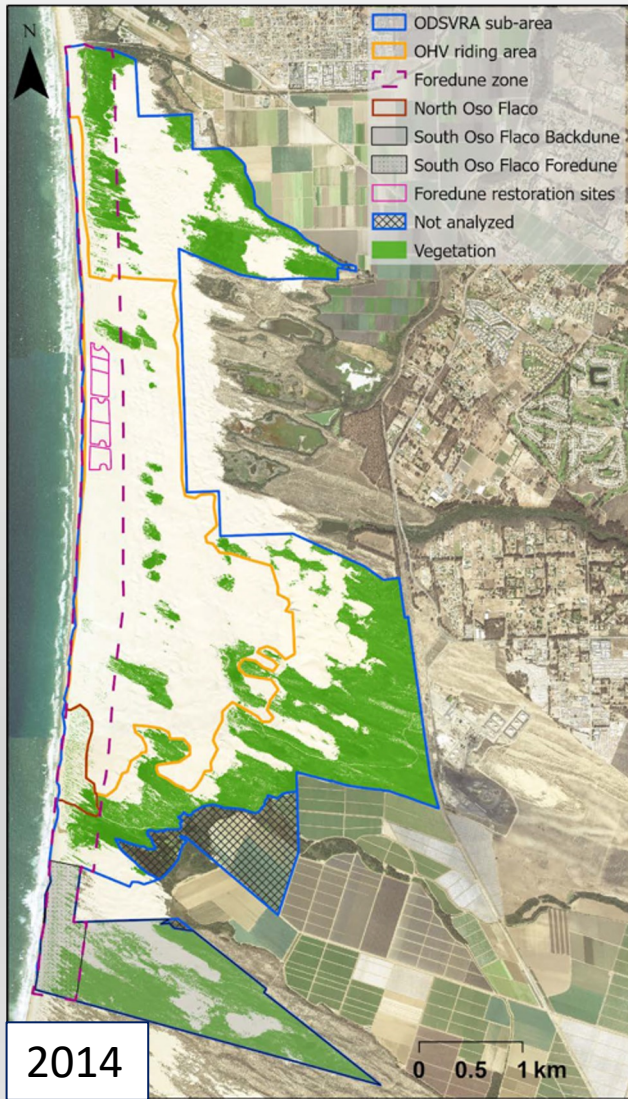 N
ODSVRA sub-area
OHV riding area
Foredune zone
North Oso Flaco
South Oso Flaco Backdune
South Oso Flaco Foredune
Foredune restoration sites
Not analyzed
Vegetation
2014
0 0.5 1 km